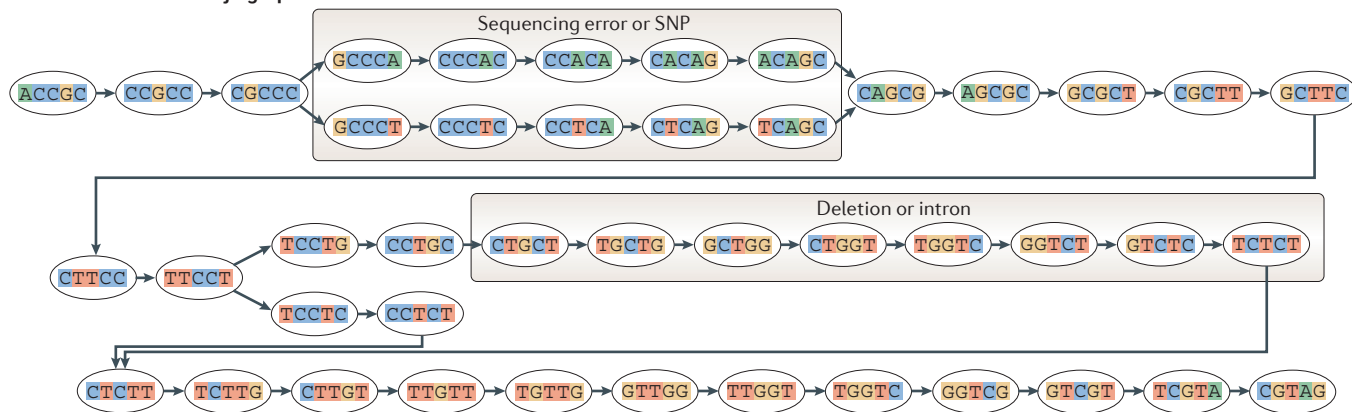 Sequencing error or SNP
GCCCA CCCAC CCACA CACAG ACAGC
ACCGC CCGCC CGCCC CAGCG AGCGC GCGCT CGCTT GCTTC
GCCCT CCCTC CCTCA CTCAG TCAGC
Deletion or intron
TCCTG CCTGC CTGCT TGCTG GCTGG CTGGT TGGTC GGTCT GTCTC TCTCT
CTTCC TTCCT
TCCTC CCTCT
CTCTT TCTTG CTTGT TTGTT TGTTG GTTGG TTGGT TGGTC GGTCG GTCGT TCGTA CGTAG